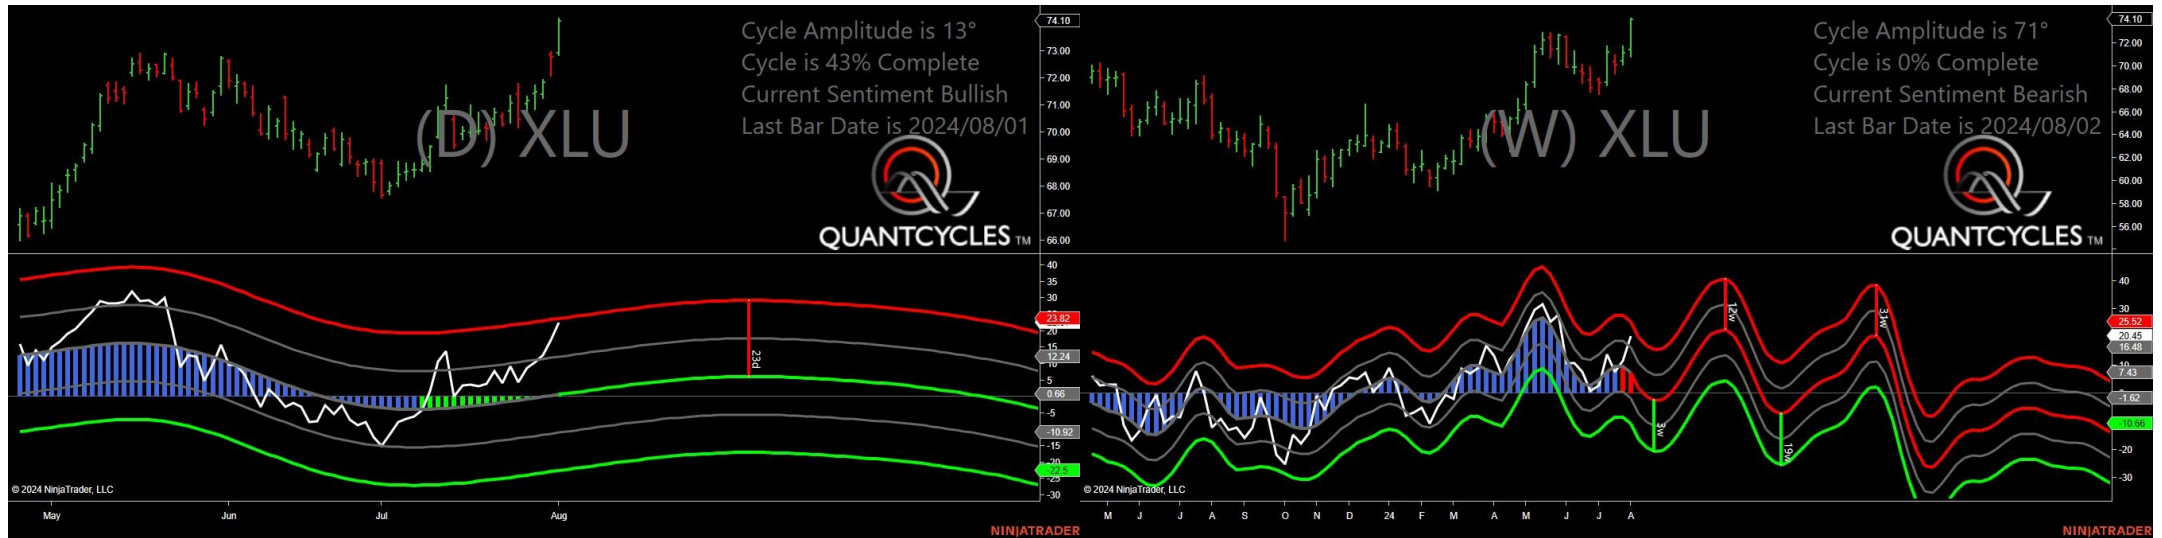 Cycle Amplitude is 13°
Cycle is 43% Complete
Current Sentiment Bullish
Last Bar Date is 2024/08/01
(D) XLU
QUANTCYCLES TM
74.10
73.00
72.00
71.00
70.00
69.00
68.00
67.00
66.00
40
35
30
23.82
20
12.24
5
0.66
-5
-10.92
-15
-22.5
-25
-30
23d
© 2024 NinjaTrader, LLC
May
Jun
Jul
Aug
NINJATRADER
Cycle Amplitude is 71°
Cycle is 0% Complete
Current Sentiment Bearish
Last Bar Date is 2024/08/02
(W) XLU
QUANTCYCLES TM
74.10
72.00
70.00
68.00
66.00
64.00
62.00
60.00
58.00
56.00
40
30
25.52
20.45
16.48
10
7.43
-1.62
-10.66
-20
-30
12w
31w
3w
19w
© 2024 NinjaTrader, LLC
M J J A S O N D 24 F M A M J J A
NINJATRADER